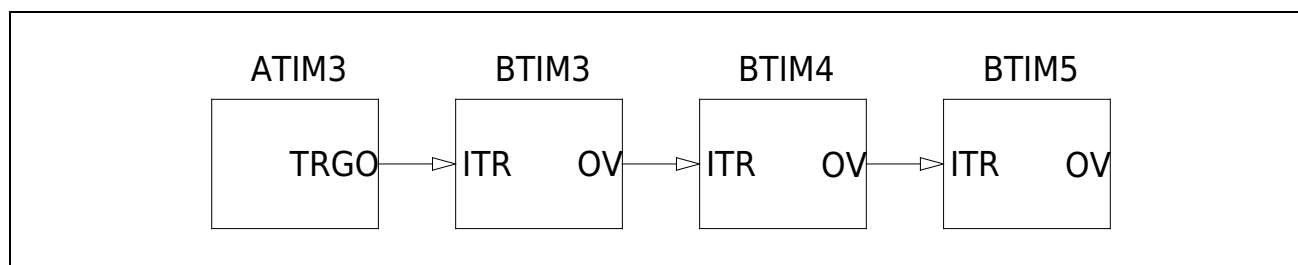 ATIM3 BTIM3 BTIM4 BTIM5
TRGO ITR OV ITR OV ITR OV